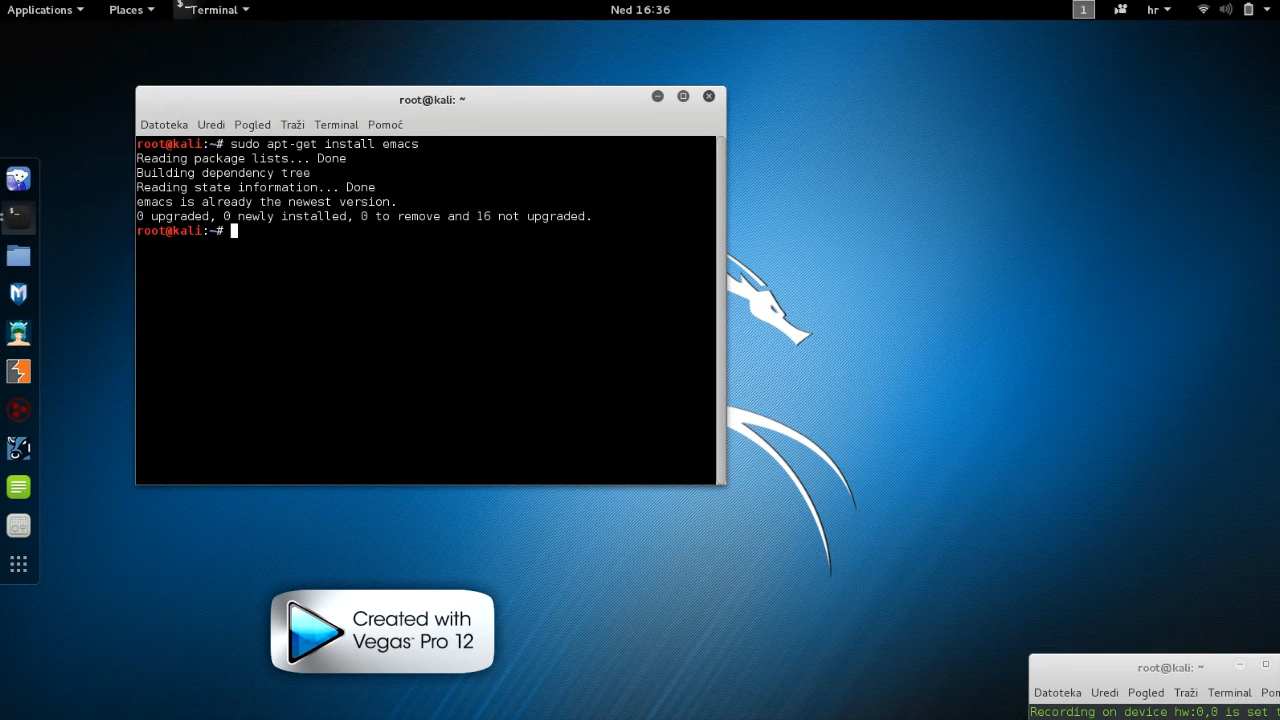 Applications Places Terminal Ned 16:36 1 hr
root@kali: ~
Datoteka Uredi Pogled Traži Terminal Pomoć
root@kali:~# sudo apt-get install emacs
Reading package lists... Done
Building dependency tree
Reading state information... Done
emacs is already the newest version.
0 upgraded, 0 newly installed, 0 to remove and 16 not upgraded.
root@kali:~#
Created with
Vegas™ Pro 12
root@kali: ~
Datoteka Uredi Pogled Traži Terminal
Recording on device hw:0,0 is set